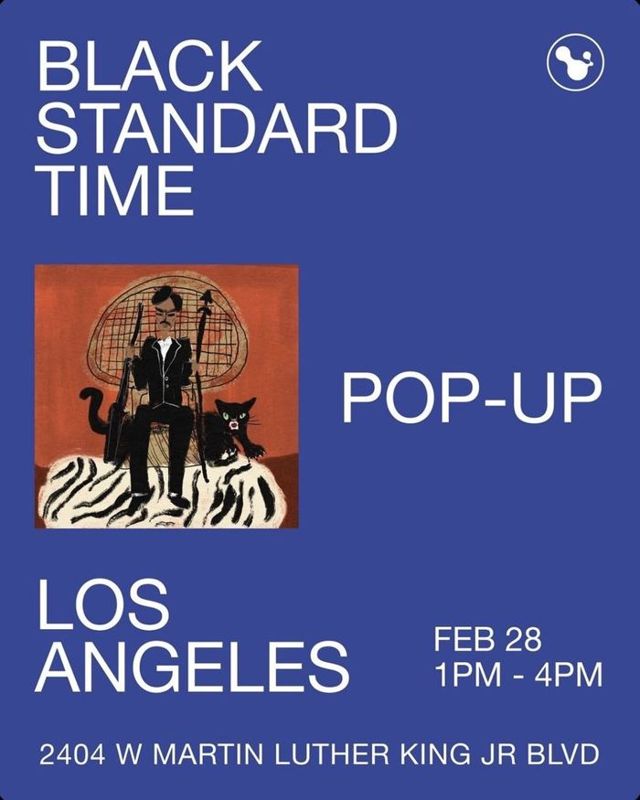 BLACK
STANDARD
TIME
POP-UP
LOS
ANGELES
FEB 28
1PM - 4PM
2404 W MARTIN LUTHER KING JR BLVD